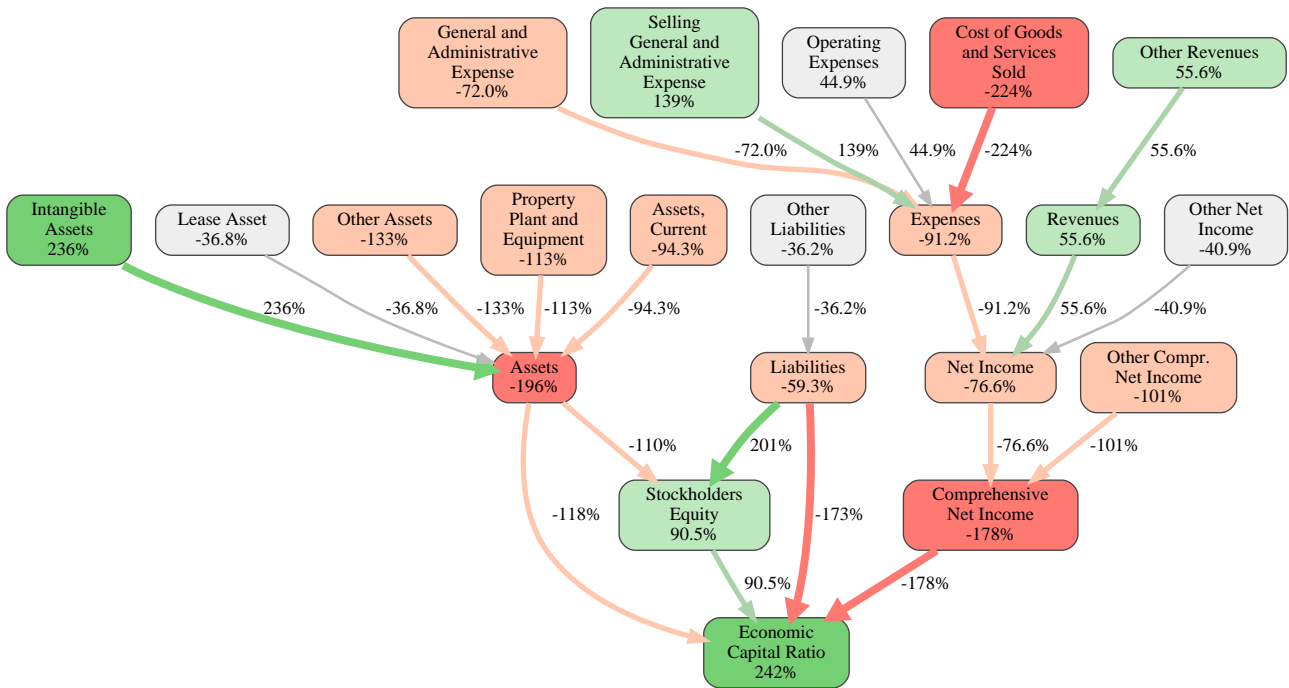 General and
Administrative
Expense
-72.0%
Selling
General and
Administrative
Expense
139%
Operating
Expenses
44.9%
Cost of Goods
and Services
Sold
-224%
Other Revenues
55.6%
-72.0%
139%
44.9%
-224%
55.6%
Intangible
Assets
236%
Lease Asset
-36.8%
Other Assets
-133%
Property
Plant and
Equipment
-113%
Assets,
Current
-94.3%
Other
Liabilities
-36.2%
Expenses
-91.2%
Revenues
55.6%
Other Net
Income
-40.9%
236%
-36.8%
-133%
-113%
-94.3%
-36.2%
-91.2%
55.6%
-40.9%
Assets
-196%
Liabilities
-59.3%
Net Income
-76.6%
Other Compr.
Net Income
-101%
-110%
201%
-76.6%
-101%
-118%
Stockholders
Equity
90.5%
-173%
Comprehensive
Net Income
-178%
90.5%
-178%
Economic
Capital Ratio
242%